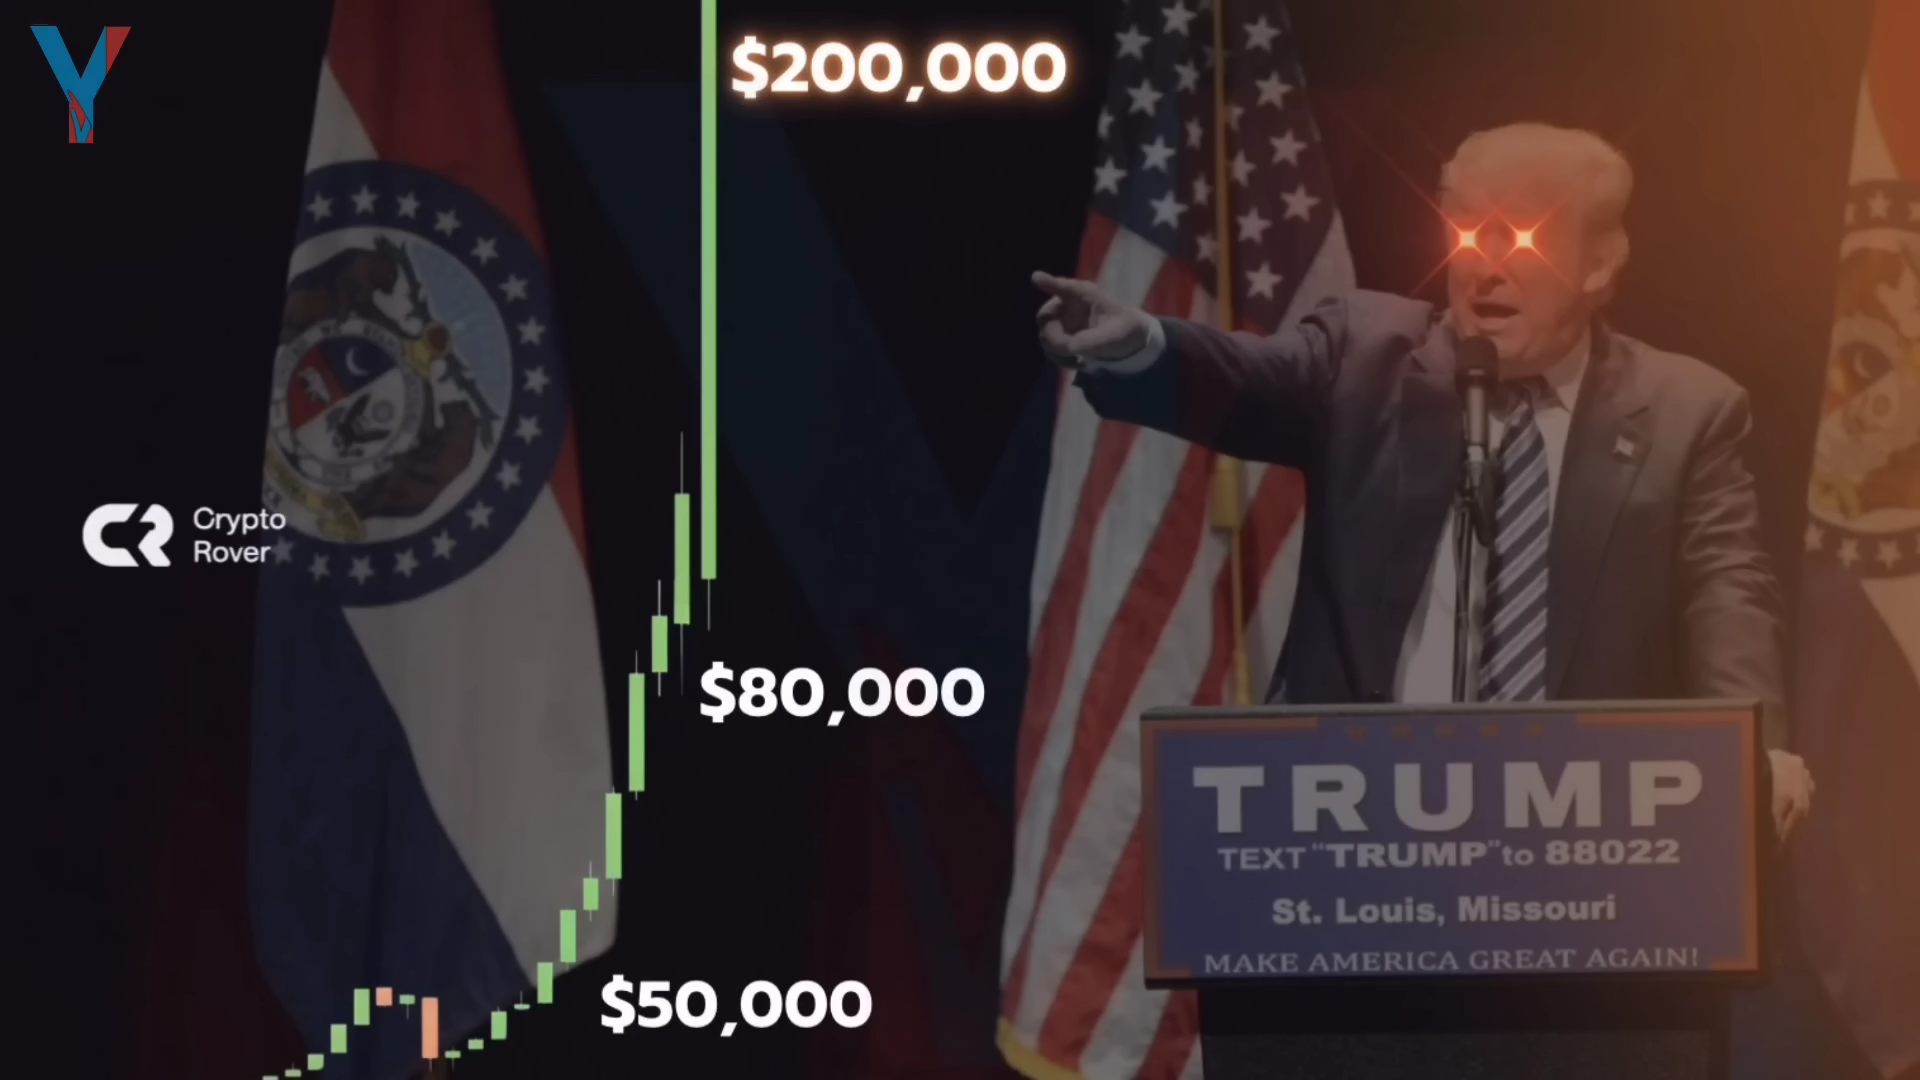 $200,000
Crypto
Rover
$80,000
$50,000
TRUMP
TEXT "TRUMP" to 88022
St. Louis, Missouri
MAKE AMERICA GREAT AGAIN!